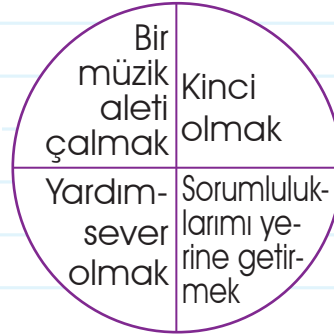 Bir
müzik
aleti
çalmak
Kinci
olmak
Yardım-
sever
olmak
Sorumluluk-
larımı ye-
rine getir-
mek